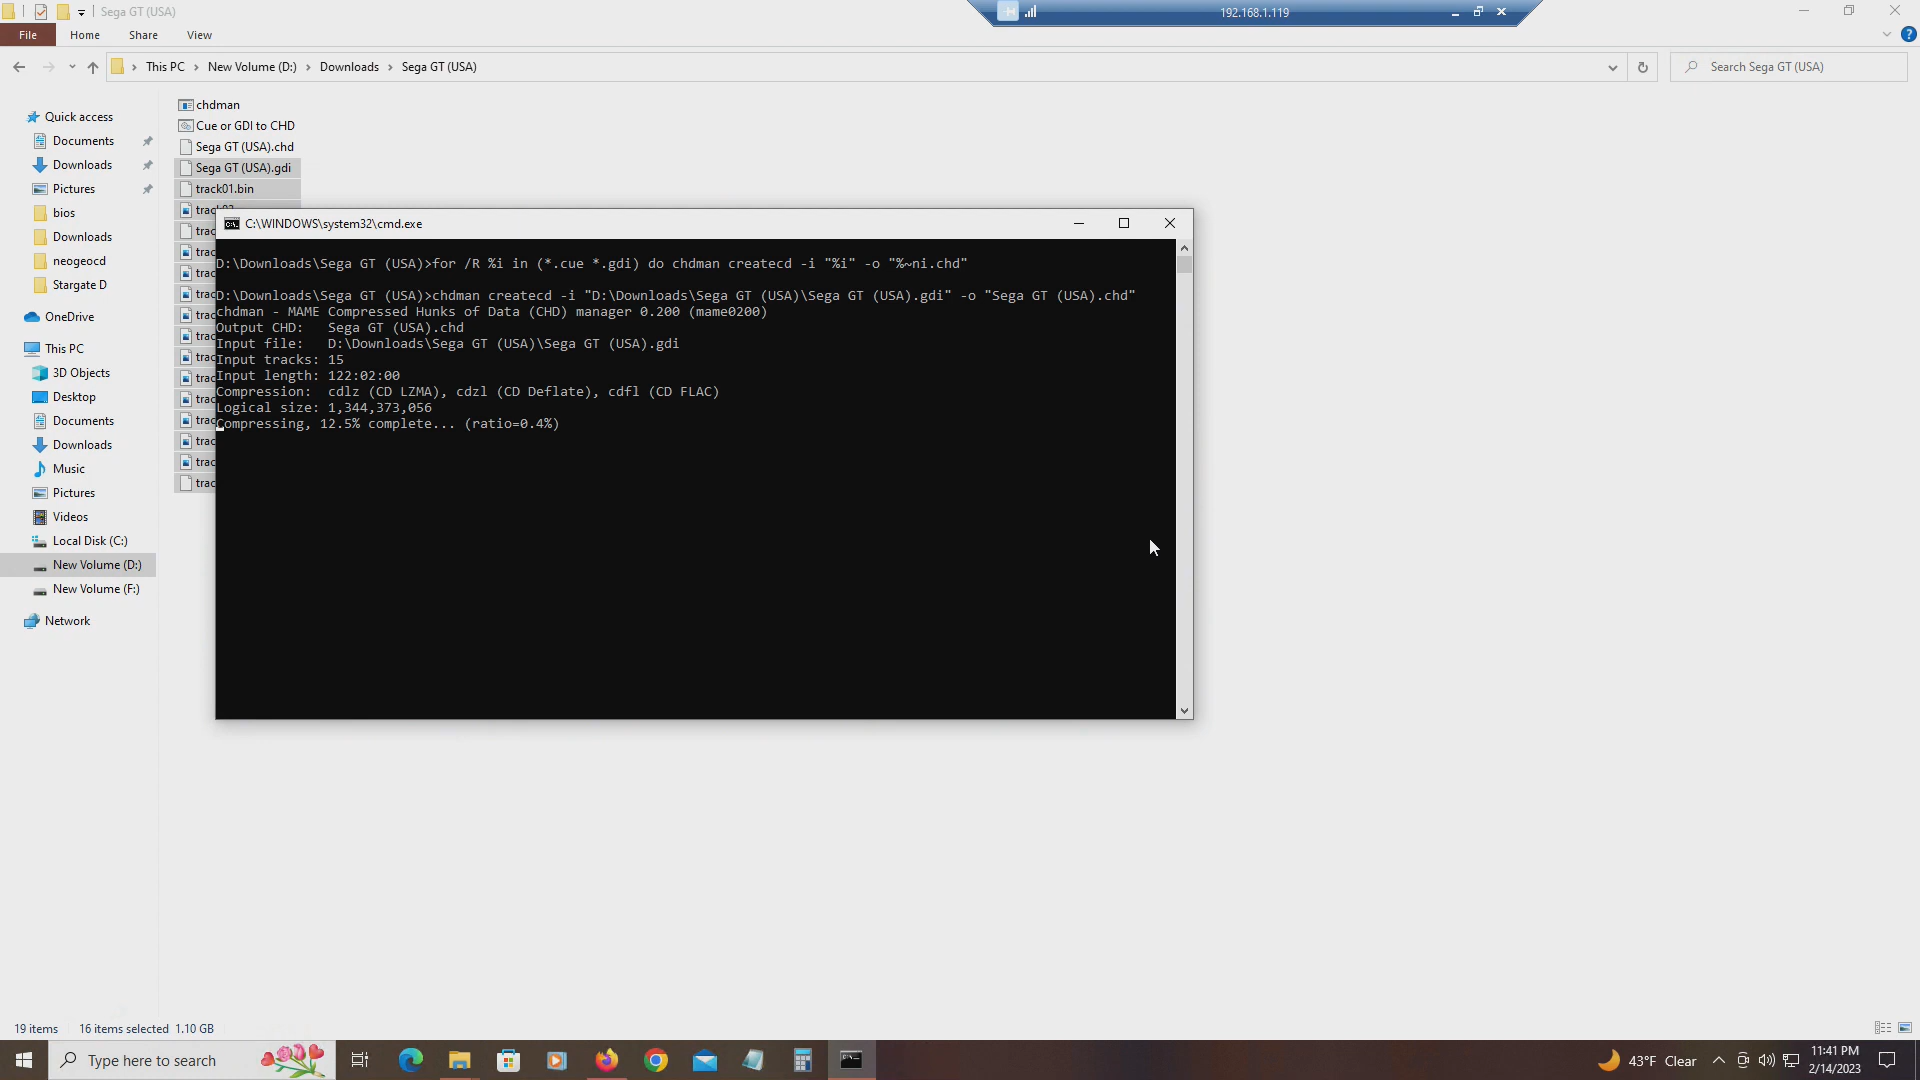 Sega GT (USA)
192.168.1.119
File Home Share View
This PC New Volume (D:) Downloads Sega GT (USA)
Search Sega GT (USA)
Quick access
Documents
Downloads
Pictures
bios
Downloads
neogeocd
Stargate D
OneDrive
This PC
3D Objects
Desktop
Documents
Downloads
Music
Pictures
Videos
Local Disk (C:)
New Volume (D:)
New Volume (F:)
Network
chdman
Cue or GDI to CHD
Sega GT (USA).chd
Sega GT (USA).gdi
track01.bin
C:\WINDOWS\system32\cmd.exe
D:\Downloads\Sega GT (USA)>for /R %i in (*.cue *.gdi) do chdman createcd -i "%i" -o "%~ni.chd"
D:\Downloads\Sega GT (USA)>chdman createcd -i "D:\Downloads\Sega GT (USA)\Sega GT (USA).gdi" -o "Sega GT (USA).chd"
chdman - MAME Compressed Hunks of Data (CHD) manager 0.200 (mame0200)
Output CHD: Sega GT (USA).chd
Input file: D:\Downloads\Sega GT (USA)\Sega GT (USA).gdi
Input tracks: 15
Input length: 122:02:00
Compression: cdlz (CD LZMA), cdzl (CD Deflate), cdfl (CD FLAC)
Logical size: 1,344,373,056
Compressing, 12.5% complete... (ratio=0.4%)
19 items 16 items selected 1.10 GB
Type here to search
43°F Clear
11:41 PM
2/14/2023